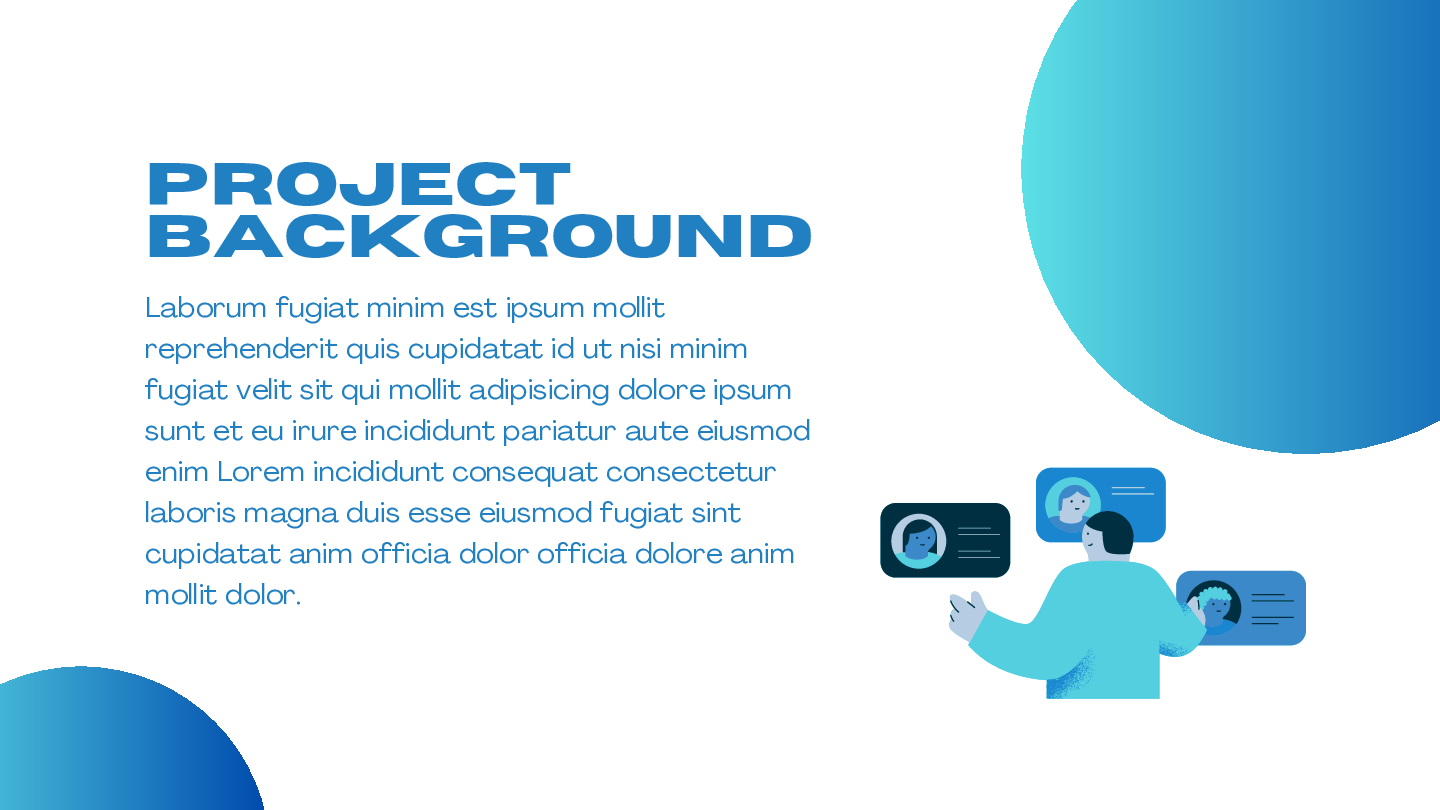 PROJECT
BACKGROUND
Laborum fugiat minim est ipsum mollit
reprehenderit quis cupidatat id ut nisi minim
fugiat velit sit qui mollit adipisicing dolore ipsum
sunt et eu irure incididunt pariatur aute eiusmod
enim Lorem incididunt consequat consectetur
laboris magna duis esse eiusmod fugiat sint
cupidatat anim officia dolor officia dolore anim
mollit dolor.